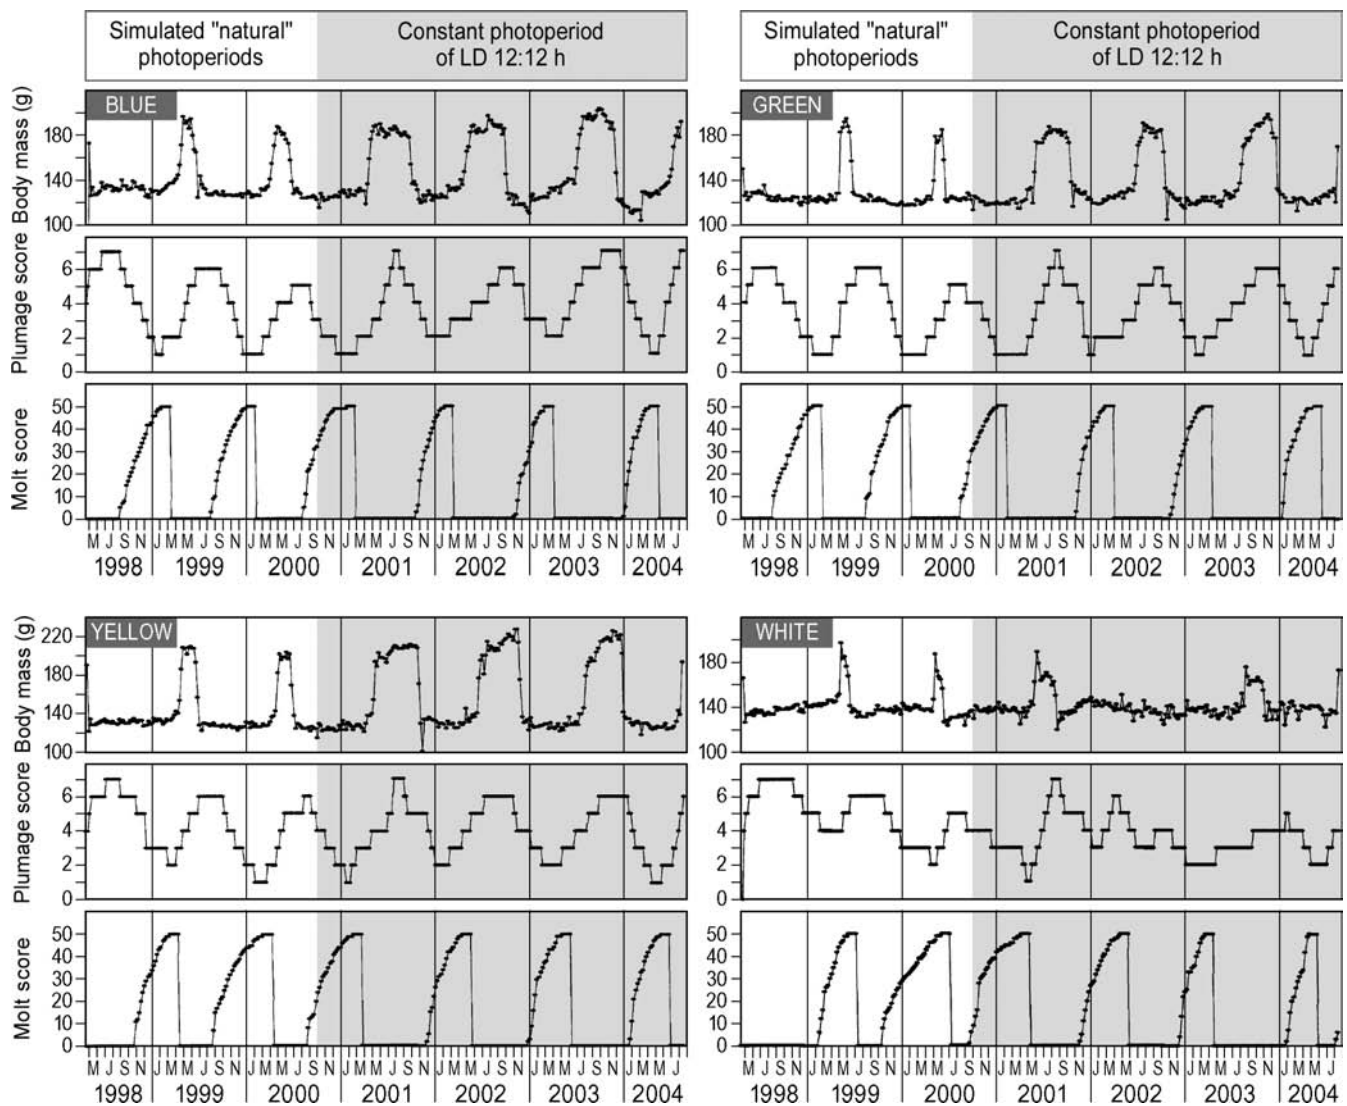 Simulated "natural"
photoperiods
Constant photoperiod
of LD 12:12 h
Simulated "natural"
photoperiods
Constant photoperiod
of LD 12:12 h
Body mass (g)
BLUE
180
140
100
GREEN
180
140
100
Plumage score
6
4
2
0
6
4
2
0
Molt score
50
40
30
20
10
0
50
40
30
20
10
0
M J S N J M M J S N J M M J S N J M M J S N J M M J S N J M M J S N J M M J
1998 1999 2000 2001 2002 2003 2004
M J S N J M M J S N J M M J S N J M M J S N J M M J S N J M M J S N J M M J
1998 1999 2000 2001 2002 2003 2004
Body mass (g)
YELLOW
220
180
140
100
WHITE
180
140
100
Plumage score
6
4
2
0
6
4
2
0
Molt score
50
40
30
20
10
0
50
40
30
20
10
0
M J S N J M M J S N J M M J S N J M M J S N J M M J S N J M M J S N J M M J
1998 1999 2000 2001 2002 2003 2004
M J S N J M M J S N J M M J S N J M M J S N J M M J S N J M M J S N J M M J
1998 1999 2000 2001 2002 2003 2004